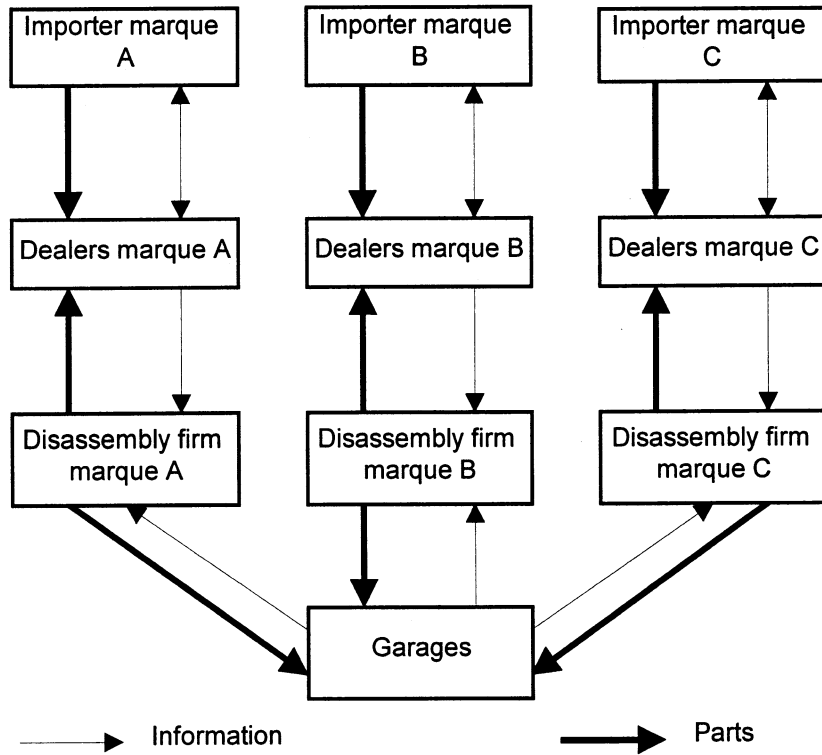 Importer marque
A
Importer marque
B
Importer marque
C
Dealers marque A
Dealers marque B
Dealers marque C
Disassembly firm
marque A
Disassembly firm
marque B
Disassembly firm
marque C
Garages
Information
Parts